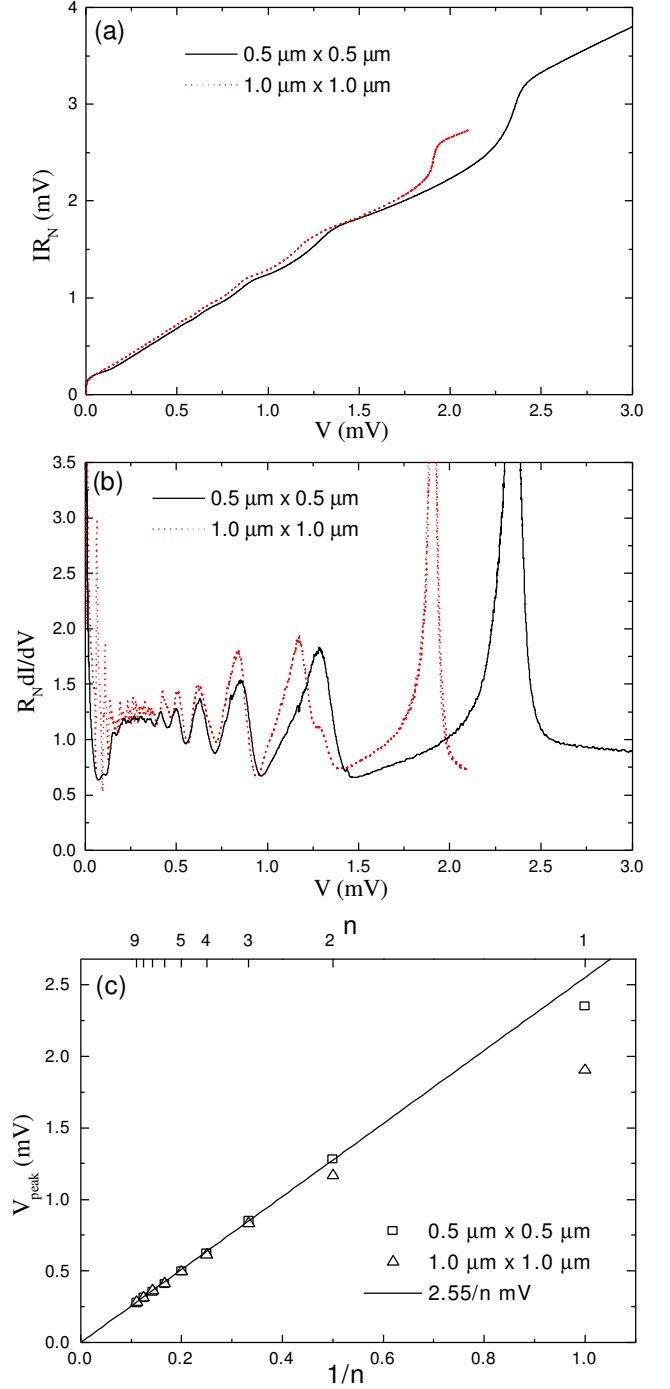 (a)
0.5 μm x 0.5 μm
1.0 μm x 1.0 μm
4
3
2
1
0
IR_N (mV)
0.0 0.5 1.0 1.5 2.0 2.5 3.0
V (mV)
(b)
0.5 μm x 0.5 μm
1.0 μm x 1.0 μm
3.5
3.0
2.5
2.0
1.5
1.0
0.5
0.0
R_N dI/dV
0.0 0.5 1.0 1.5 2.0 2.5 3.0
V (mV)
n
9 5 4 3 2 1
(c)
2.5
2.0
1.5
1.0
0.5
0.0
V_peak (mV)
0.5 μm x 0.5 μm
1.0 μm x 1.0 μm
2.55/n mV
0.0 0.2 0.4 0.6 0.8 1.0
1/n